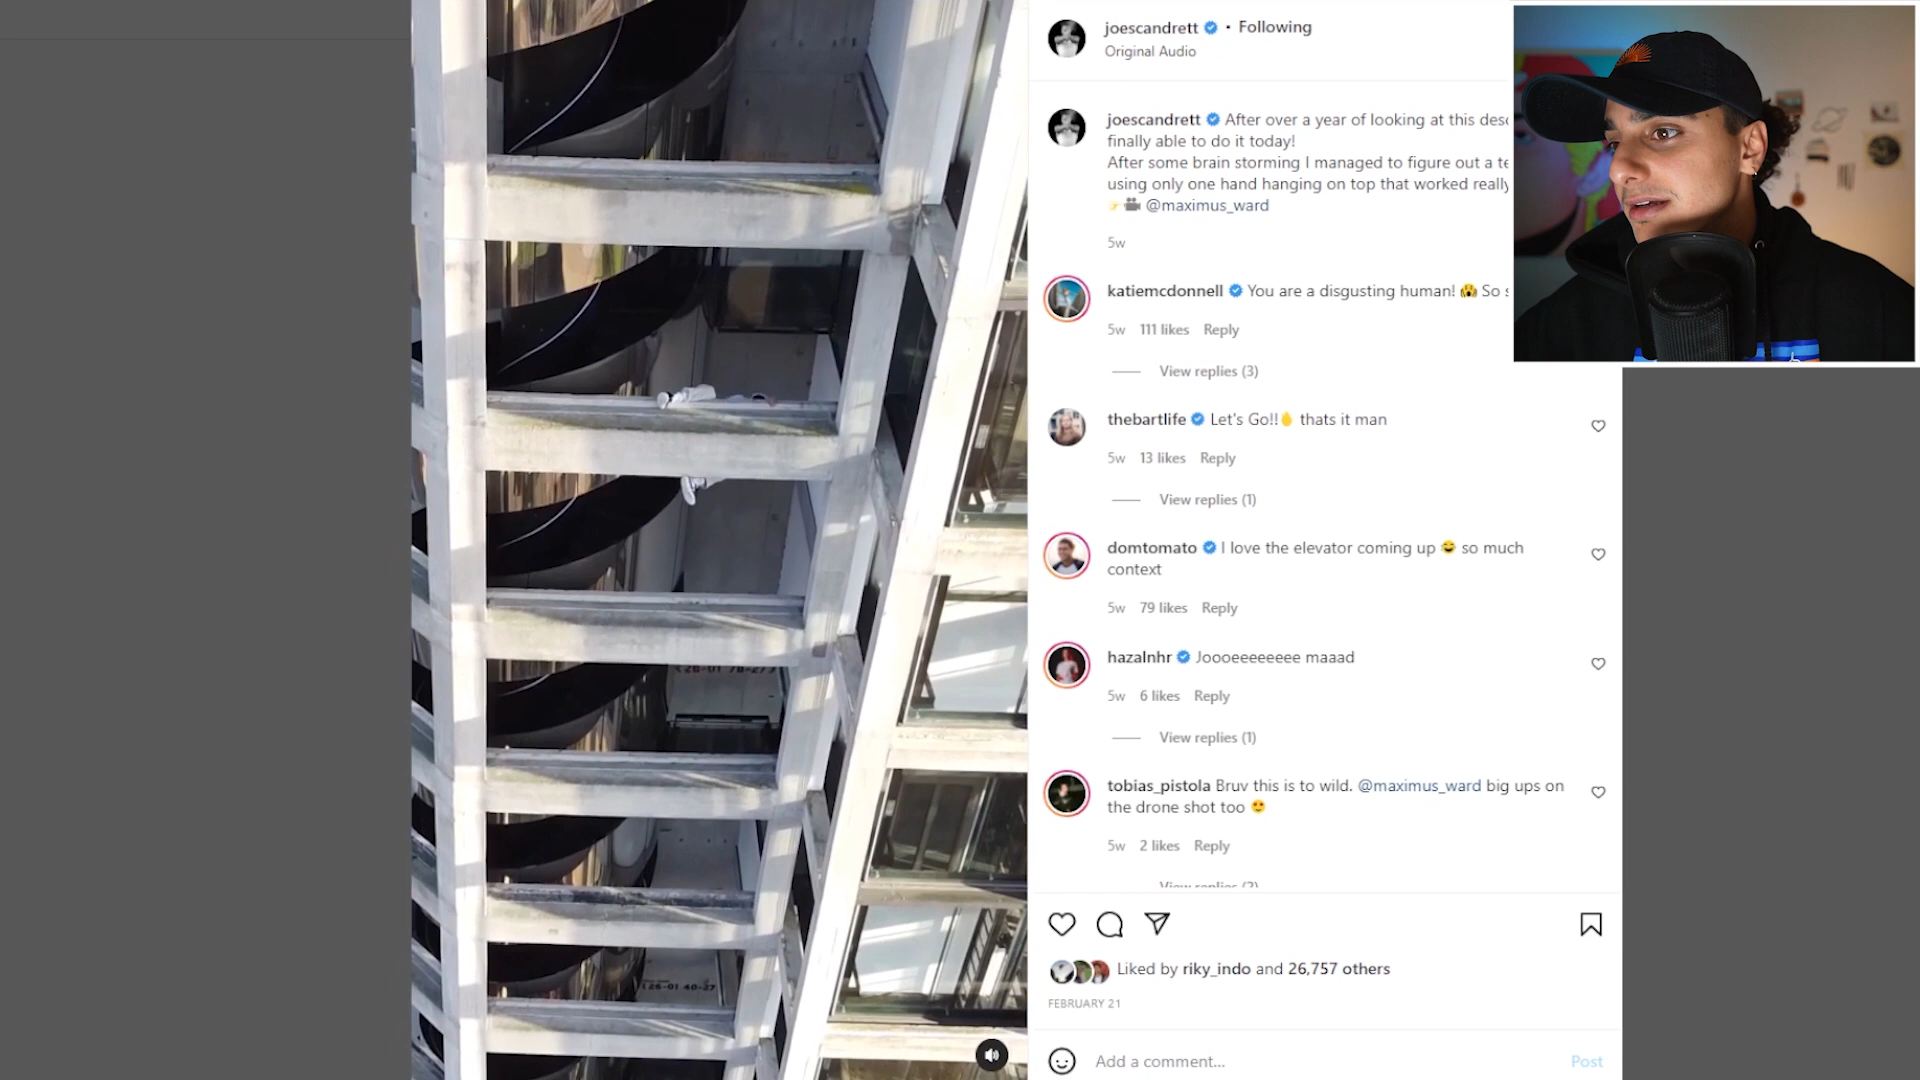 joescandrett • Following
Original Audio
joescandrett After over a year of looking at this
finally able to do it today!
After some brain storming I managed to figure out a
using only one hand hanging on top that worked really
@maximus_ward
5w
katiemcdonnell You are a disgusting human! 😱 So
5w 111 likes Reply
View replies (3)
thebartlife Let's Go!! thats it man
5w 13 likes Reply
View replies (1)
domtomato I love the elevator coming up 😂 so much
context
5w 79 likes Reply
hazalnhr Joooeeeeeeee maaad
5w 6 likes Reply
View replies (1)
tobias_pistola Bruv this is to wild. @maximus_ward big ups on
the drone shot too 😍
5w 2 likes Reply
View replies (2)
Liked by riky_indo and 26,757 others
FEBRUARY 21
Add a comment... Post